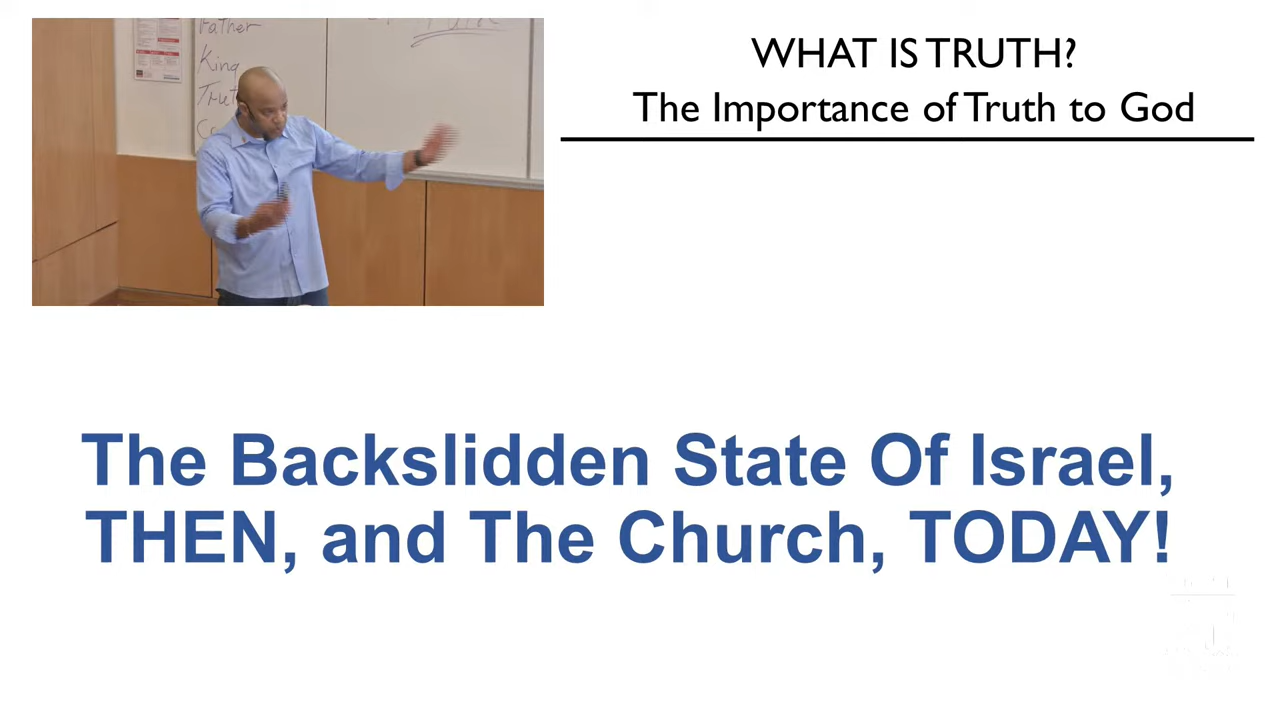 Father
King
WHAT IS TRUTH?
The Importance of Truth to God
The Backslidden State Of Israel,
THEN, and The Church, TODAY!